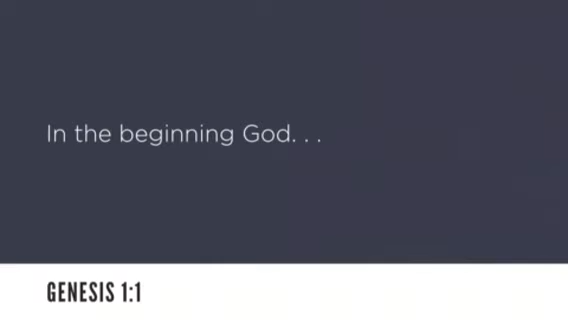 In the beginning God. . .
GENESIS 1:1